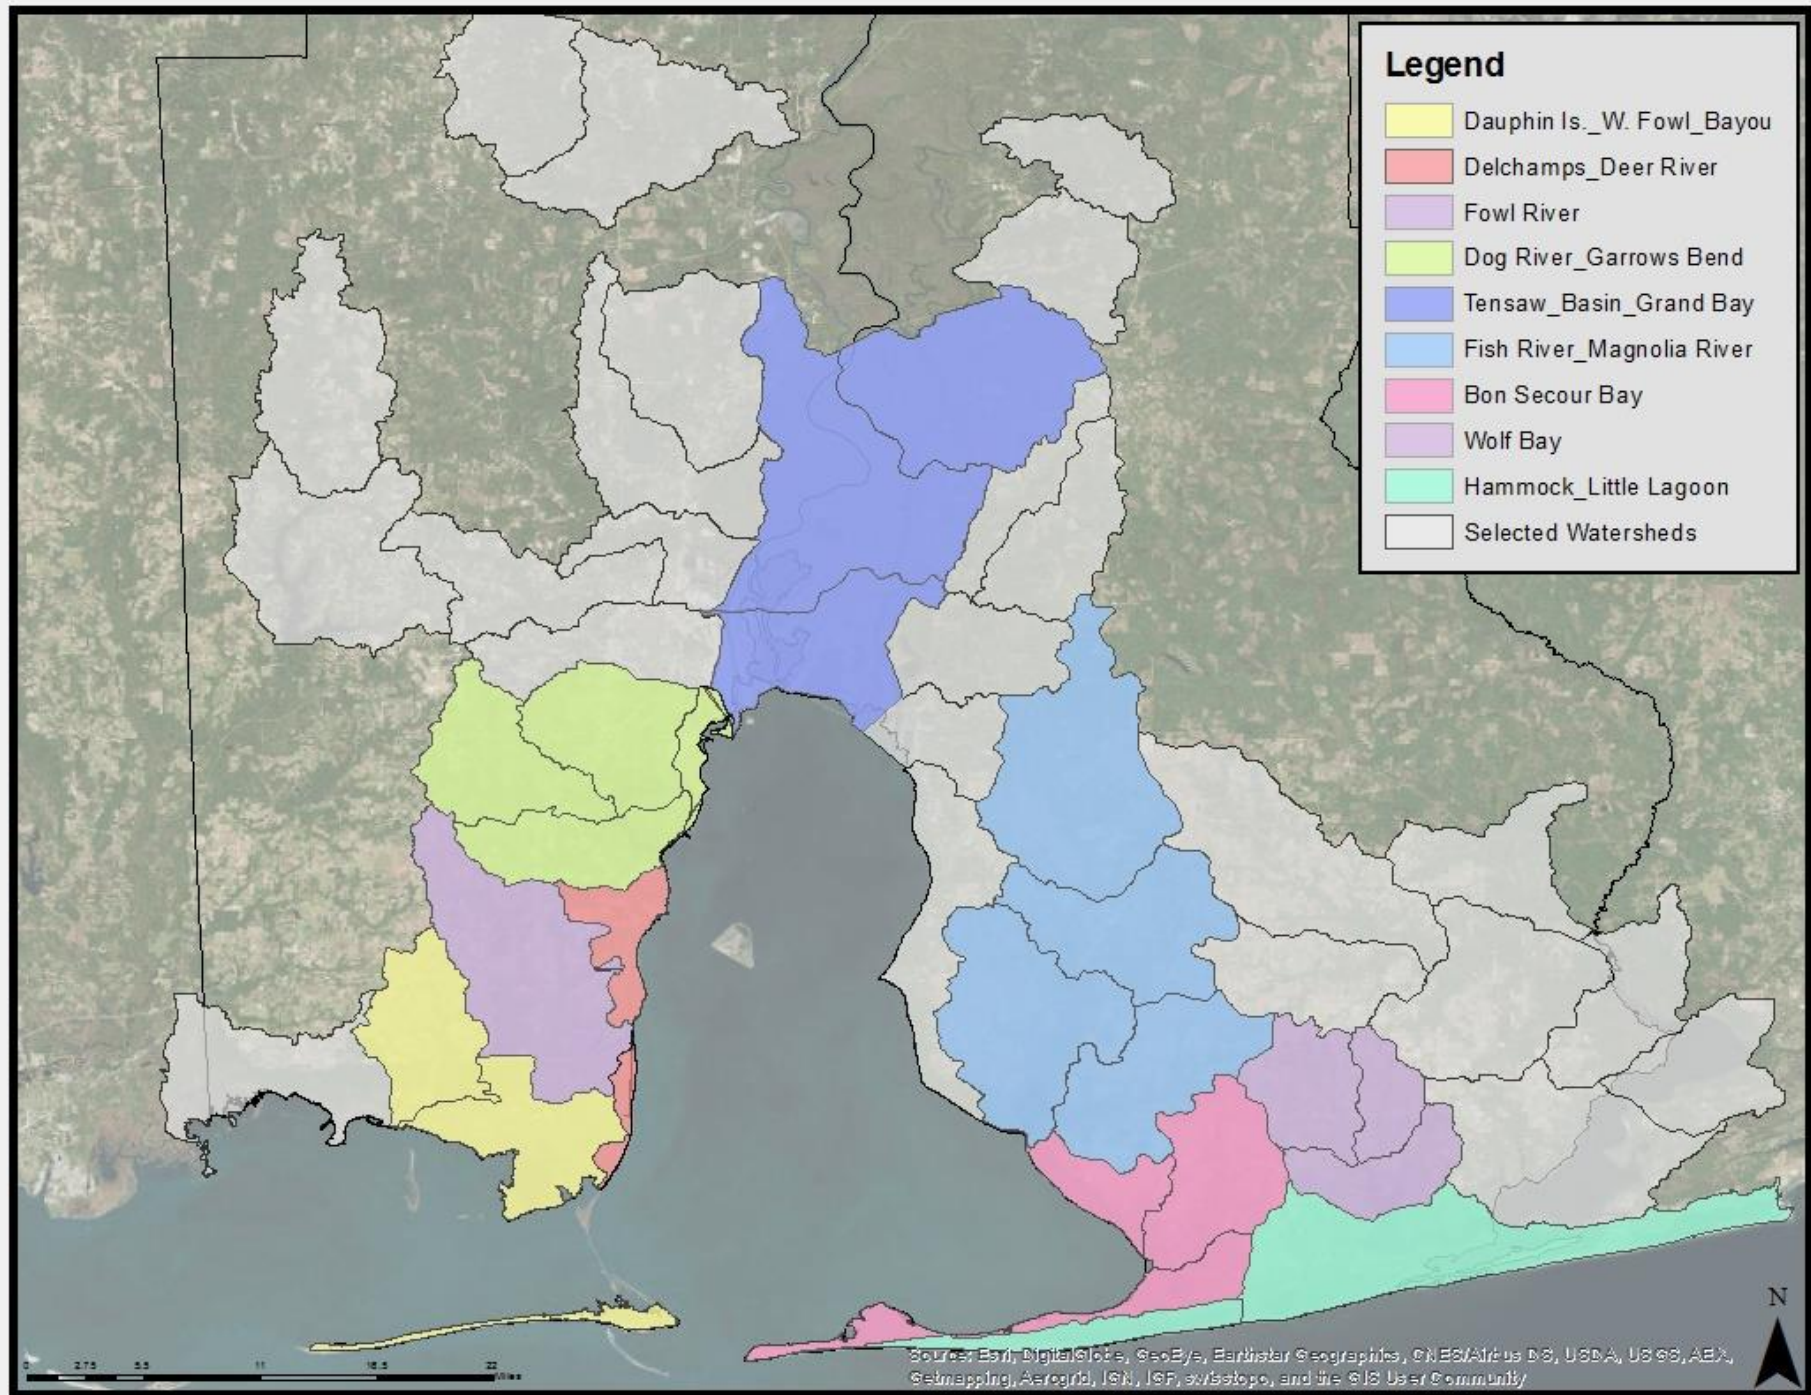 Legend
Dauphin Is._W. Fowl_Bayou
Delchamps_Deer River
Fowl River
Dog River_Garrows Bend
Tensaw_Basin_Grand Bay
Fish River_Magnolia River
Bon Secour Bay
Wolf Bay
Hammock_Little Lagoon
Selected Watersheds
N
0 2.75 5.5 11 16.5 22
Miles
Source: Esri, DigitalGlobe, GeoEye, Earthstar Geographics, CNES/Airbus DS, USDA, USGS, AEX,
Getmapping, Aerogrid, IGN, IGP, swisstopo, and the GIS User Community